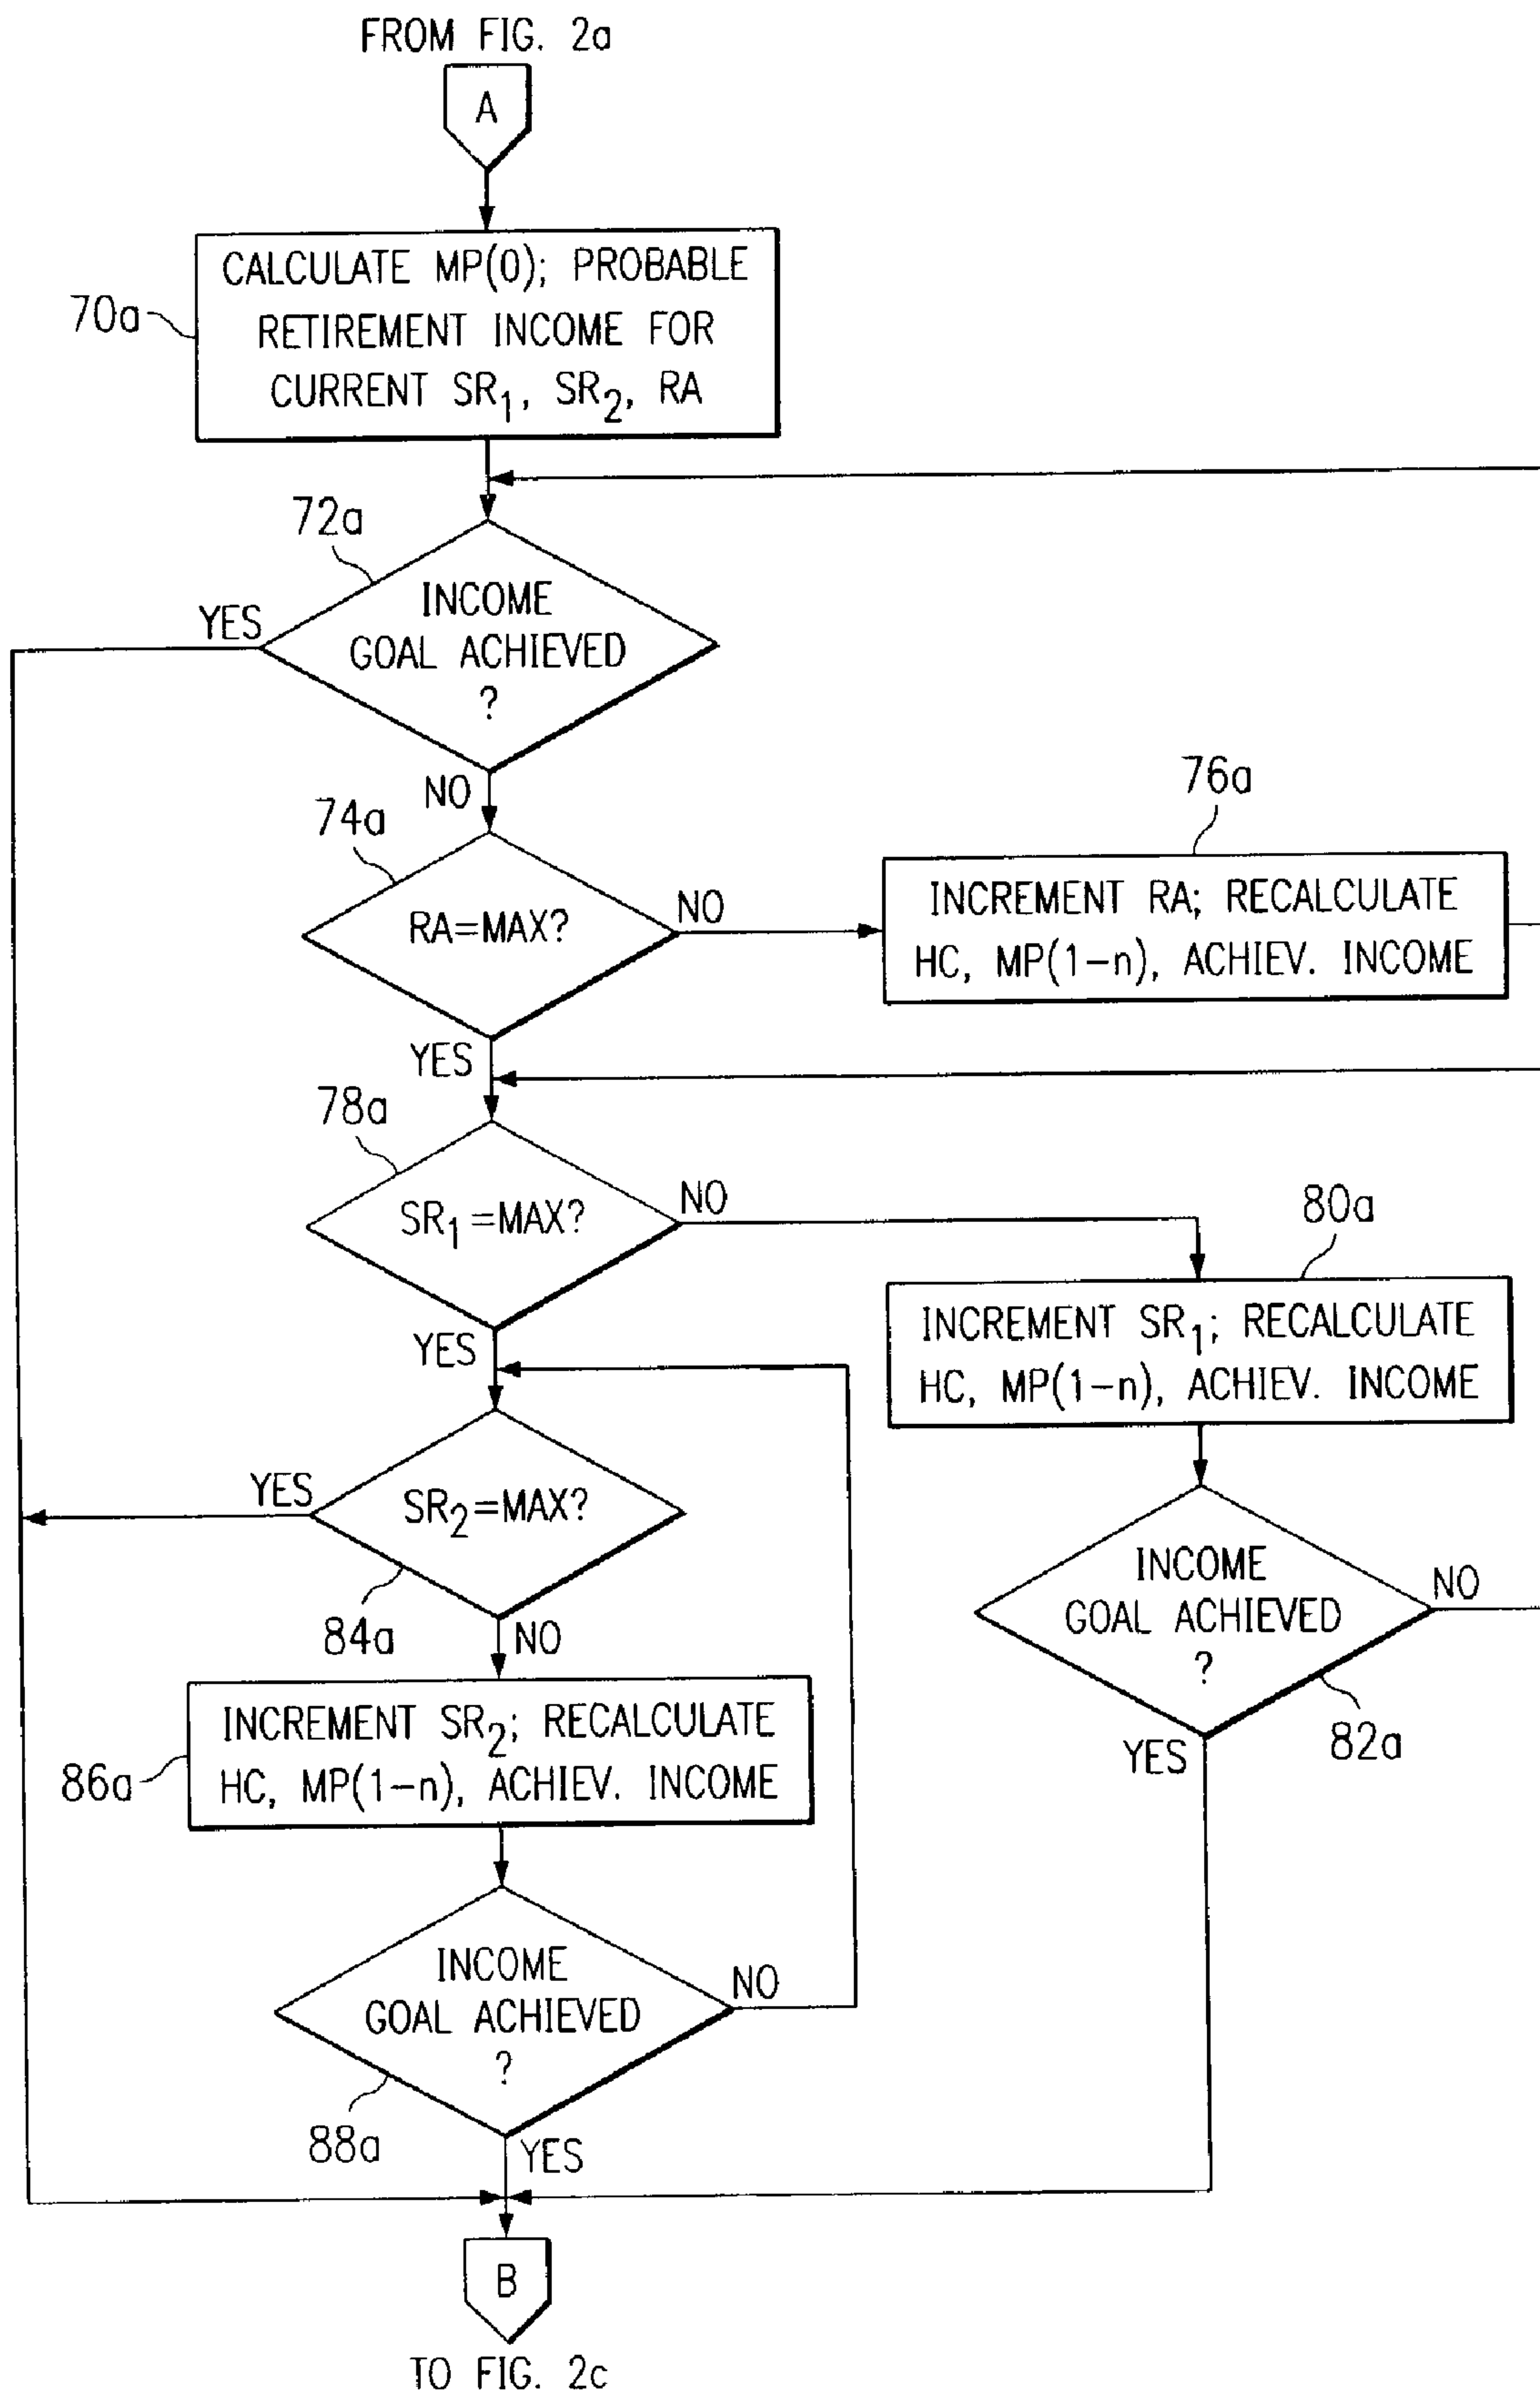 FROM FIG. 2a
A
70a
CALCULATE MP(0); PROBABLE
RETIREMENT INCOME FOR
CURRENT SR1, SR2, RA
72a
YES
INCOME
GOAL ACHIEVED
?
NO
74a
RA=MAX?
NO
76a
INCREMENT RA; RECALCULATE
HC, MP(1-n), ACHIEV. INCOME
YES
78a
SR1=MAX?
NO
80a
INCREMENT SR1; RECALCULATE
HC, MP(1-n), ACHIEV. INCOME
YES
YES
SR2=MAX?
84a
NO
INCOME
GOAL ACHIEVED
?
NO
82a
YES
86a
INCREMENT SR2; RECALCULATE
HC, MP(1-n), ACHIEV. INCOME
INCOME
GOAL ACHIEVED
?
NO
88a
YES
B
TO FIG. 2c